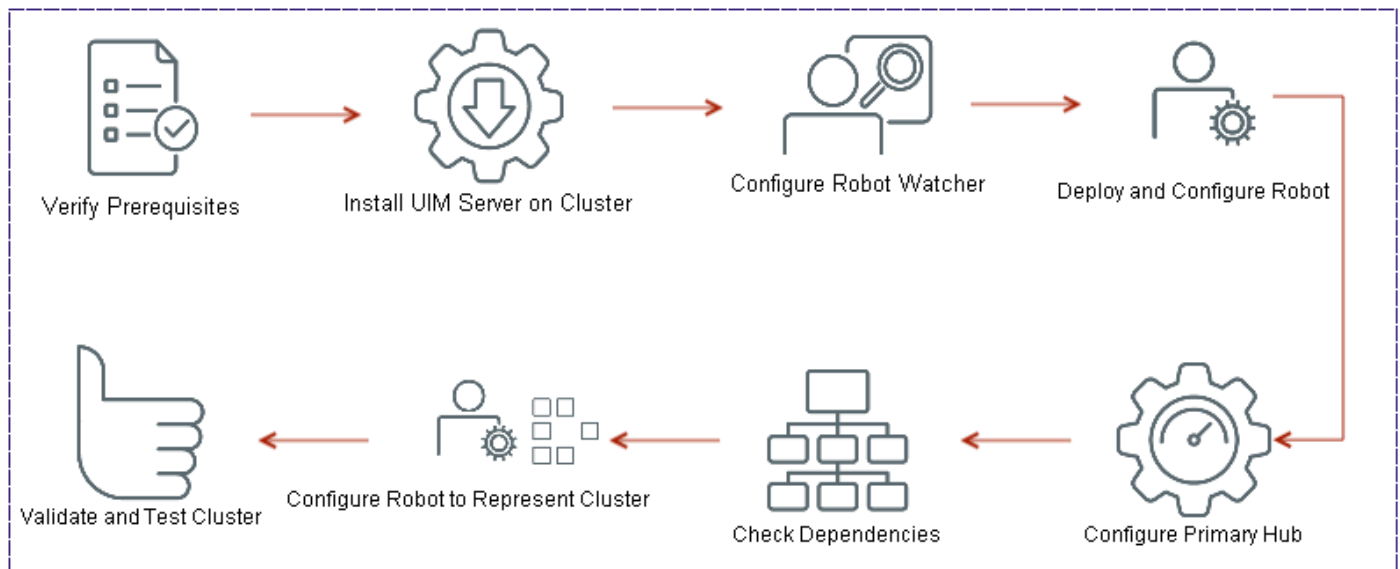 Verify Prerequisites
Install UIM Server on Cluster
Configure Robot Watcher
Deploy and Configure Robot
Configure Primary Hub
Check Dependencies
Configure Robot to Represent Cluster
Validate and Test Cluster